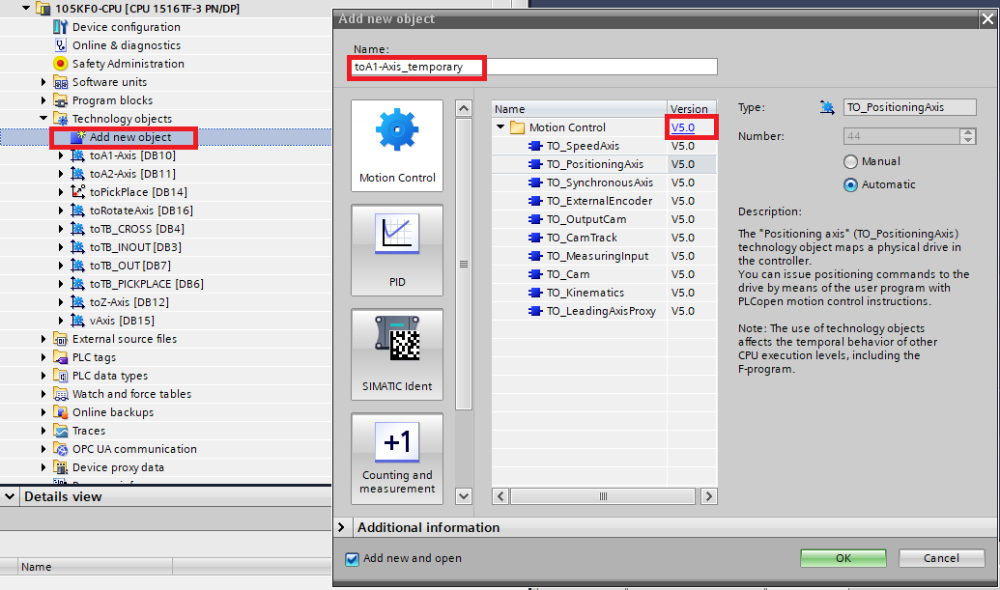 105KF0-CPU [CPU 1516TF-3 PN/DP]
Device configuration
Online & diagnostics
Safety Administration
Software units
Program blocks
Technology objects
Add new object
toA1-Axis [DB10]
toA2-Axis [DB11]
toPickPlace [DB14]
toRotateAxis [DB16]
toTB_CROSS [DB4]
toTB_INOUT [DB3]
toTB_OUT [DB7]
toTB_PICKPLACE [DB6]
toZ-Axis [DB12]
vAxis [DB15]
External source files
PLC tags
PLC data types
Watch and force tables
Online backups
Traces
OPC UA communication
Device proxy data
Details view
Name
Add new object
Name:
toA1-Axis_temporary
Motion Control
PID
SIMATIC Ident
+1
Counting and
measurement
Name Version
Motion Control V5.0
TO_SpeedAxis V5.0
TO_PositioningAxis V5.0
TO_SynchronousAxis V5.0
TO_ExternalEncoder V5.0
TO_OutputCam V5.0
TO_CamTrack V5.0
TO_MeasuringInput V5.0
TO_Cam V5.0
TO_Kinematics V5.0
TO_LeadingAxisProxy V5.0
Type: TO_PositioningAxis
Number: 44
Manual
Automatic
Description:
The "Positioning axis" (TO_PositioningAxis)
technology object maps a physical drive in
the controller.
You can issue positioning commands to the
drive by means of the user program with
PLCopen motion control instructions.
Note: The use of technology objects
affects the temporal behavior of other
CPU execution levels, including the
F-program.
Additional information
Add new and open
OK
Cancel